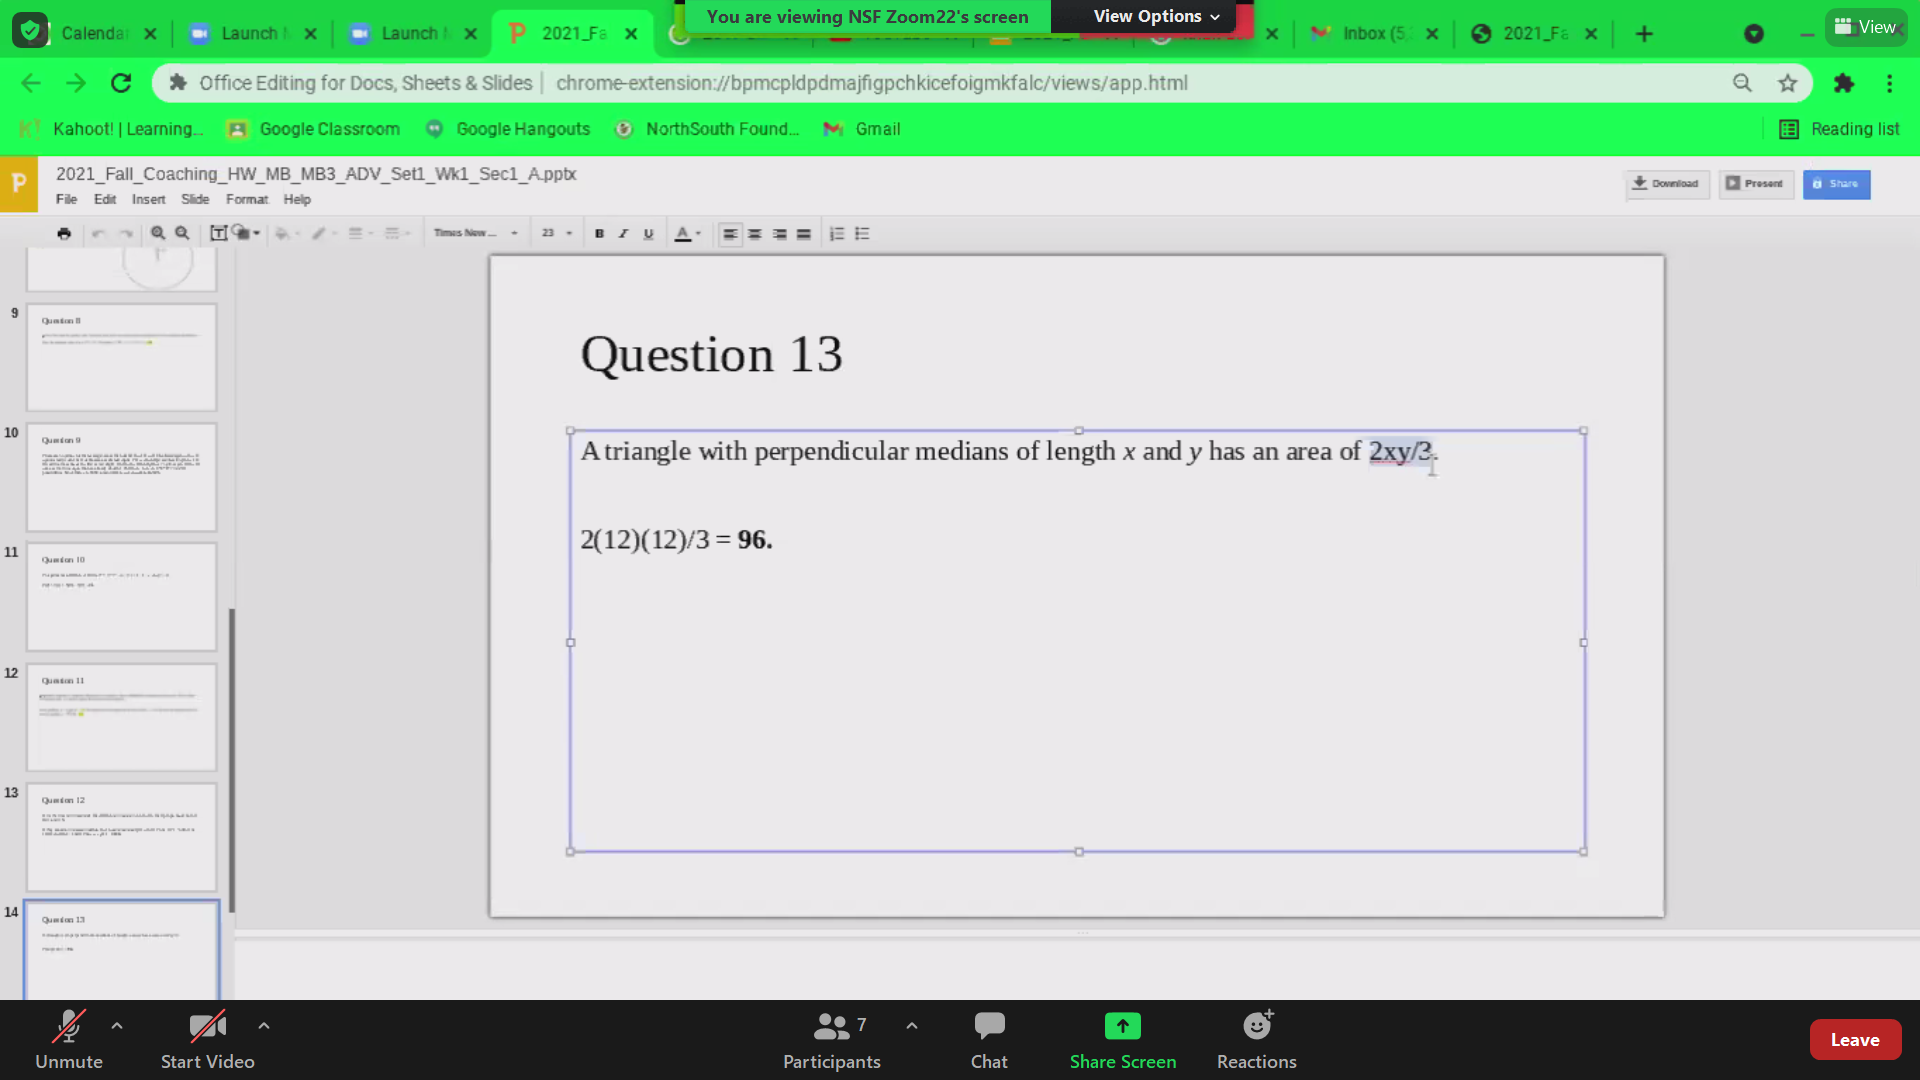 You are viewing NSF Zoom22's screen
View Options
View
Calenda
Launch
Launch
2021_Fa
Inbox (5,
2021_Fa
Office Editing for Docs, Sheets & Slides
chrome-extension://bpmcpldpdmajfigpchkicefoigmkfalc/views/app.html
Kahoot! | Learning...
Google Classroom
Google Hangouts
NorthSouth Found...
Gmail
Reading list
2021_Fall_Coaching_HW_MB_MB3_ADV_Set1_Wk1_Sec1_A.pptx
File Edit Insert Slide Format Help
Download
Present
Share
Times New...
23
B I U A
9
Question 8
10
Question 9
11
Question 10
12
Question 11
13
Question 12
14
Question 13
Question 13
A triangle with perpendicular medians of length x and y has an area of 2xy/3.
2(12)(12)/3 = 96.
Unmute
Start Video
7
Participants
Chat
Share Screen
Reactions
Leave